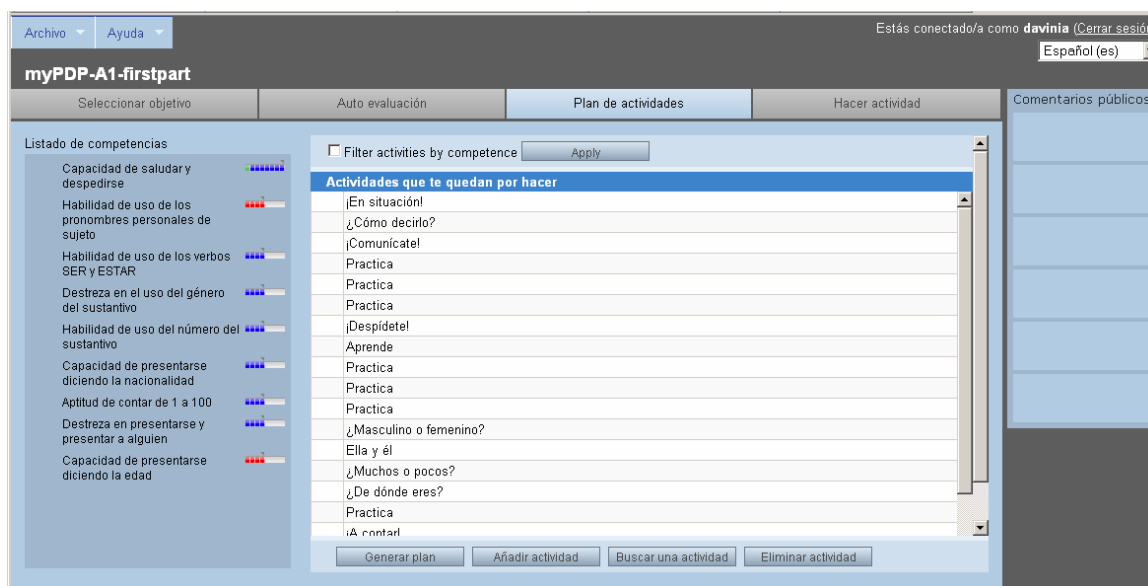 Archivo
Ayuda
Estás conectado/a como davinia (Cerrar sesión
Español (es)
myPDP-A1-firstpart
Seleccionar objetivo
Auto evaluación
Plan de actividades
Hacer actividad
Comentarios públicos
Listado de competencias
Capacidad de saludar y
despedirse
Habilidad de uso de los
pronombres personales de
sujeto
Habilidad de uso de los verbos
SER y ESTAR
Destreza en el uso del género
del sustantivo
Habilidad de uso del número del
sustantivo
Capacidad de presentarse
diciendo la nacionalidad
Aptitud de contar de 1 a 100
Destreza en presentarse y
presentar a alguien
Capacidad de presentarse
diciendo la edad
Filter activities by competence
Apply
Actividades que te quedan por hacer
¡En situación!
¿Cómo decirlo?
¡Comunícate!
Practica
Practica
Practica
¡Despídete!
Aprende
Practica
Practica
Practica
¿Masculino o femenino?
Ella y él
¿Muchos o pocos?
¿De dónde eres?
Practica
¡A contar!
Generar plan
Añadir actividad
Buscar una actividad
Eliminar actividad